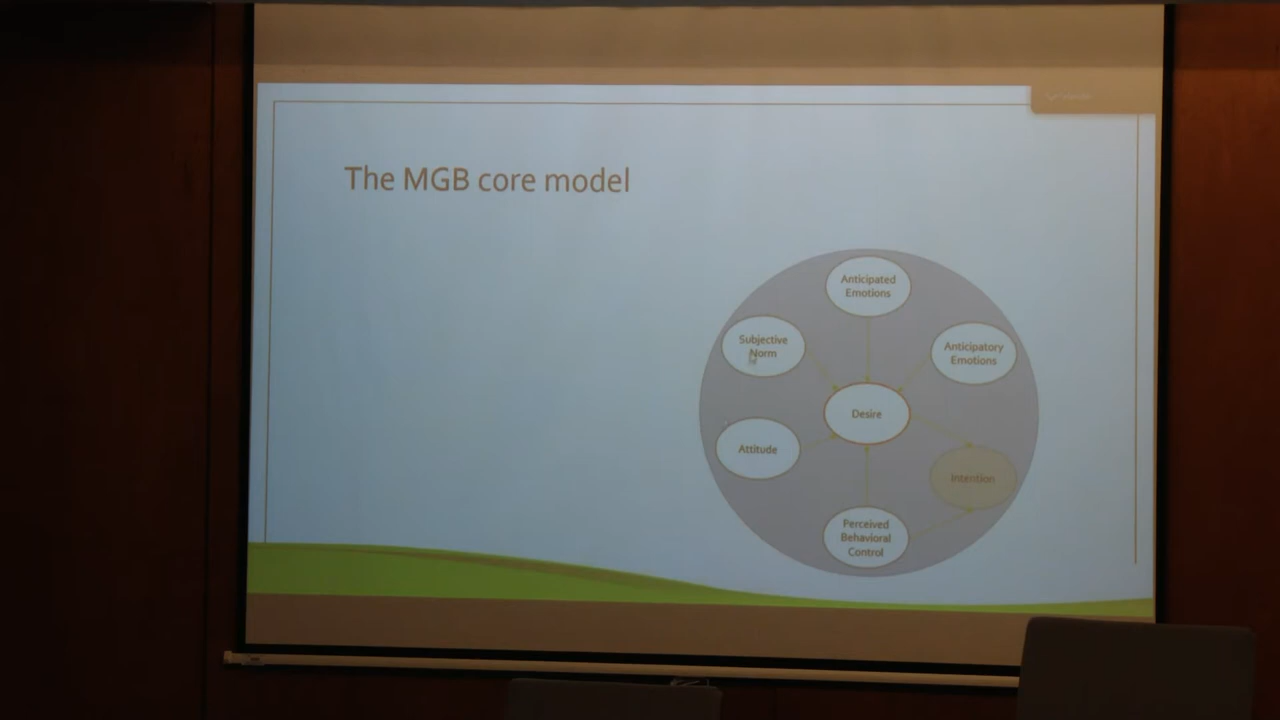 The MGB core model
Anticipated
Emotions
Subjective
Norm
Anticipatory
Emotions
Desire
Attitude
Intention
Perceived
Behavioral
Control